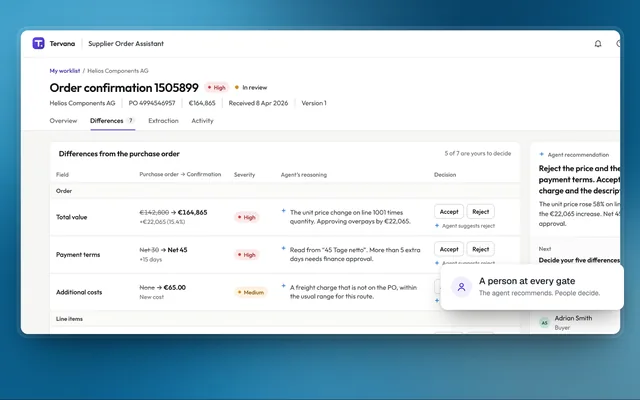 Tervana
Supplier Order Assistant
My worklist / Helios Components AG
Order confirmation 1505899
High
In review
Helios Components AG
PO 4994546957
€164,865
Received 8 Apr 2026
Version 1
Overview
Differences 7
Extraction
Activity
Differences from the purchase order
5 of 7 are yours to decide
Field
Purchase order → Confirmation
Severity
Agent's reasoning
Decision
Order
Total value
€142,800 → €164,865
+€22,065 (15.4%)
High
The unit price change on line 1001 times
quantity. Approving overpays by €22,065.
Accept
Reject
Agent suggests reject
Payment terms
Net 30 → Net 45
+15 days
High
Read from "45 Tage netto". More than 5 extra
days needs finance approval.
Accept
Reject
Agent suggests reject
Additional costs
None → €65.00
New cost
Medium
A freight charge that is not on the PO, within
the usual range for this route.
Line items
Agent recommendation
Reject the price and the
payment terms. Accept
charge and the descrip
The unit price rose 58% on lin
the €22,065 increase. Net 45
approval.
Next
Decide your five differences
A person at every gate
The agent recommends. People decide.
AS
Adrian Smith
Buyer